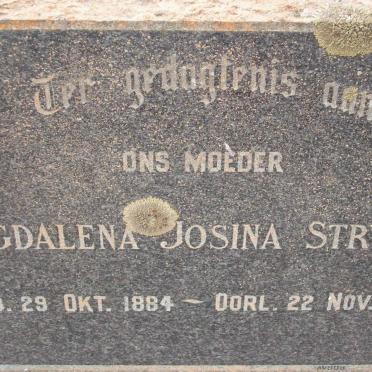 Ter gedagtenis aan
ONS MOEDER
GDALENA JOSINA STR
. 29 OKT. 1884 — OORL. 22 NOV.